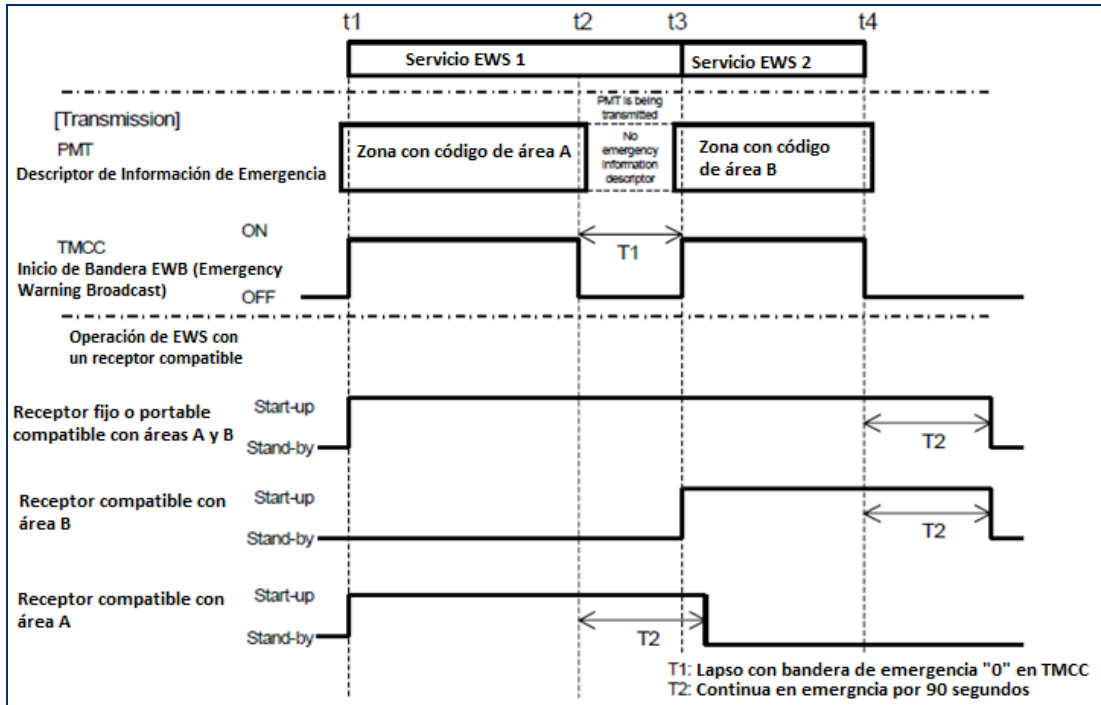 t1
t2
t3
t4
Servicio EWS 1
Servicio EWS 2
[Transmission]
PMT
Descriptor de Información de Emergencia
Zona con código de área A
PMT is being
transmitted
No
emergency
information
descriptor
Zona con código
de área B
ON
TMCC
Inicio de Bandera EWB (Emergency
Warning Broadcast)
OFF
T1
Operación de EWS con
un receptor compatible
Receptor fijo o portable
compatible con áreas A y B
Start-up
Stand-by
T2
Receptor compatible con
área B
Start-up
Stand-by
T2
Receptor compatible con
área A
Start-up
Stand-by
T2
T1: Lapso con bandera de emergencia "0" en TMCC
T2: Continua en emergncia por 90 segundos